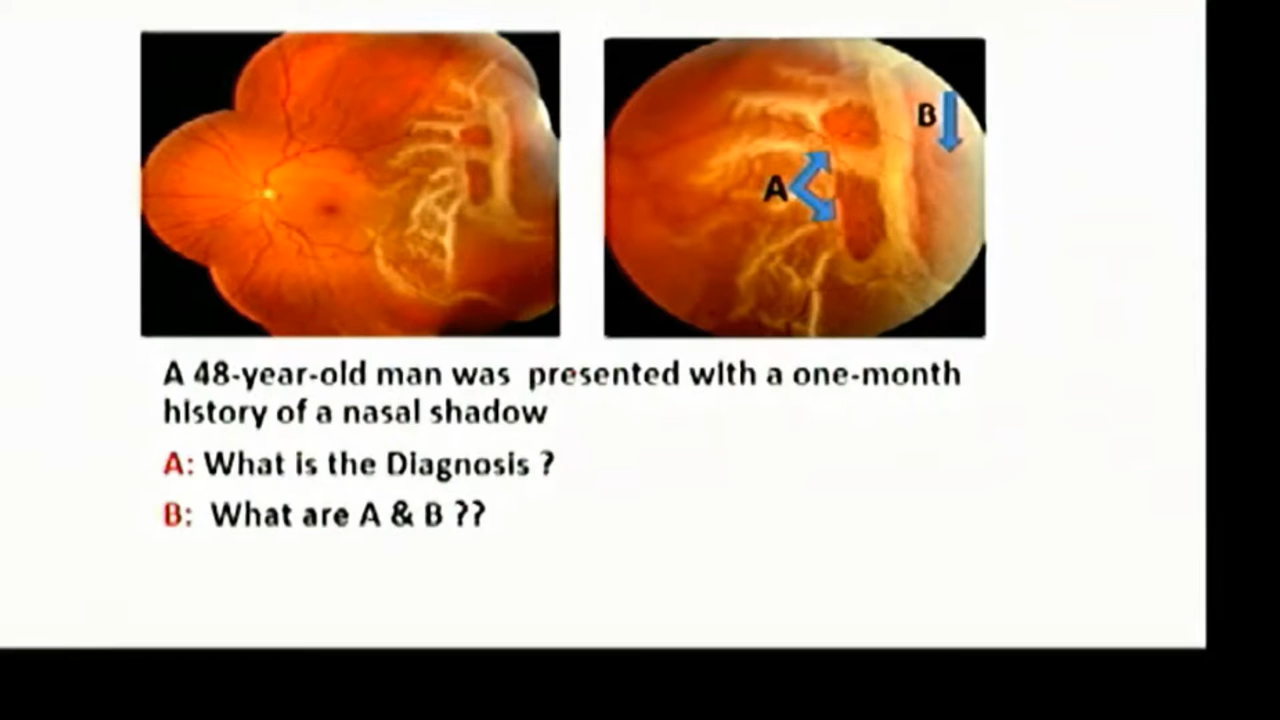 B
A
A 48-year-old man was presented with a one-month
history of a nasal shadow
A: What is the Diagnosis ?
B: What are A & B ??